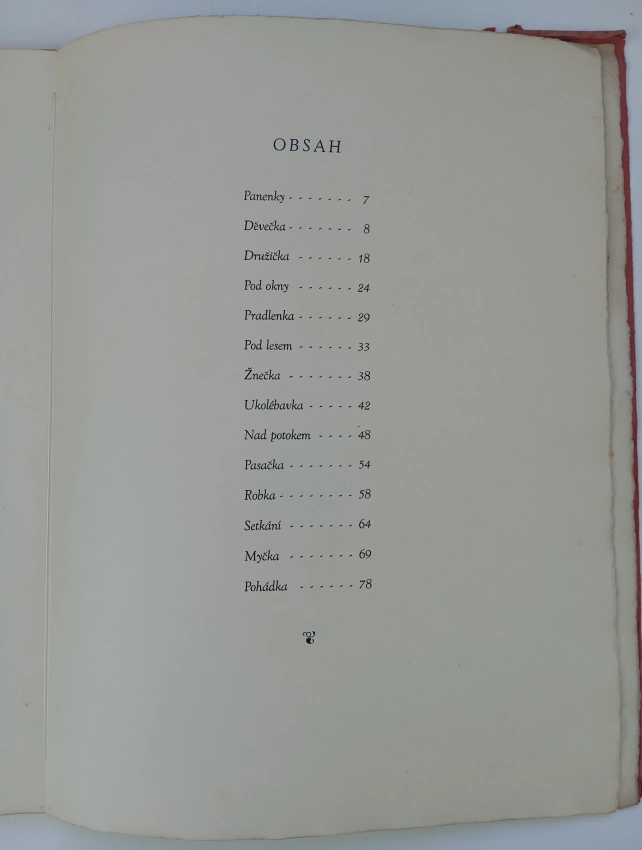 OBSAH
Panenky - - - - - - - 7
Děvečka - - - - - - - 8
Družička - - - - - - 18
Pod okny - - - - - - 24
Pradlenka - - - - - - 29
Pod lesem - - - - - - 33
Žnečka - - - - - - - 38
Ukolébavka - - - - - 42
Nad potokem - - - - 48
Pasačka - - - - - - - 54
Robka - - - - - - - - 58
Setkání - - - - - - - 64
Myčka - - - - - - - 69
Pohádka - - - - - - 78